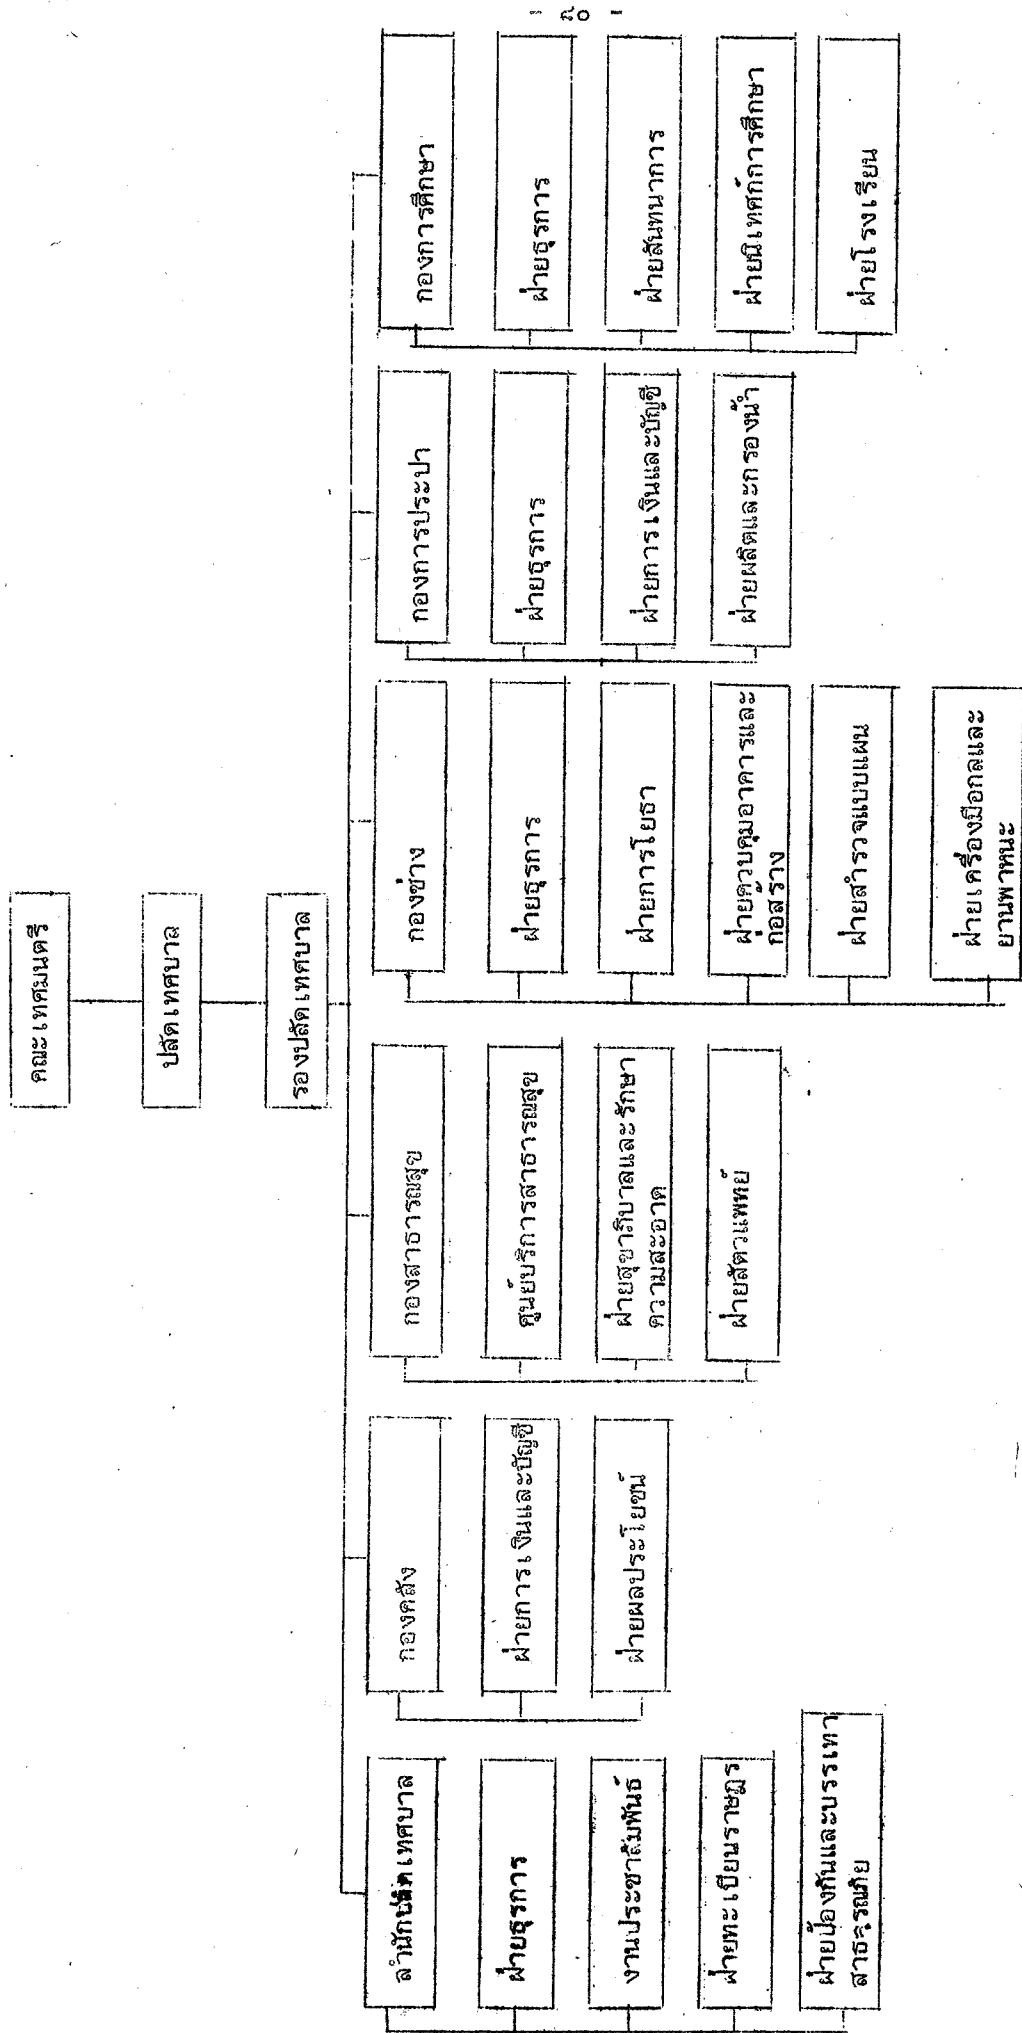 คณะเทศมนตรี
ปลัดเทศบาล
รองปลัดเทศบาล
สำนักปลัดเทศบาล
ฝ่ายธุรการ
งานประชาสัมพันธ์
ฝ่ายทะเบียนราษฎร
ฝ่ายป้องกันและบรรเทา
สาธารณภัย
กองคลัง
ฝ่ายการเงินและบัญชี
ฝ่ายผลประโยชน์
กองสาธารณสุข
ศูนย์บริการสาธารณสุข
ฝ่ายสุขาภิบาลและรักษา
ความสะอาด
ฝ่ายสัตวแพทย์
กองช่าง
ฝ่ายธุรการ
ฝ่ายการโยธา
ฝ่ายควบคุมอาคารและ
ก่อสร้าง
ฝ่ายสำรวจแบบแผน
ฝ่ายเครื่องมือกลและ
ยานพาหนะ
กองการประปา
ฝ่ายธุรการ
ฝ่ายการเงินและบัญชี
ฝ่ายผลิตและกรองน้ำ
กองการศึกษา
ฝ่ายธุรการ
ฝ่ายสันทนาการ
ฝ่ายนิเทศก์การศึกษา
ฝ่ายโรงเรียน